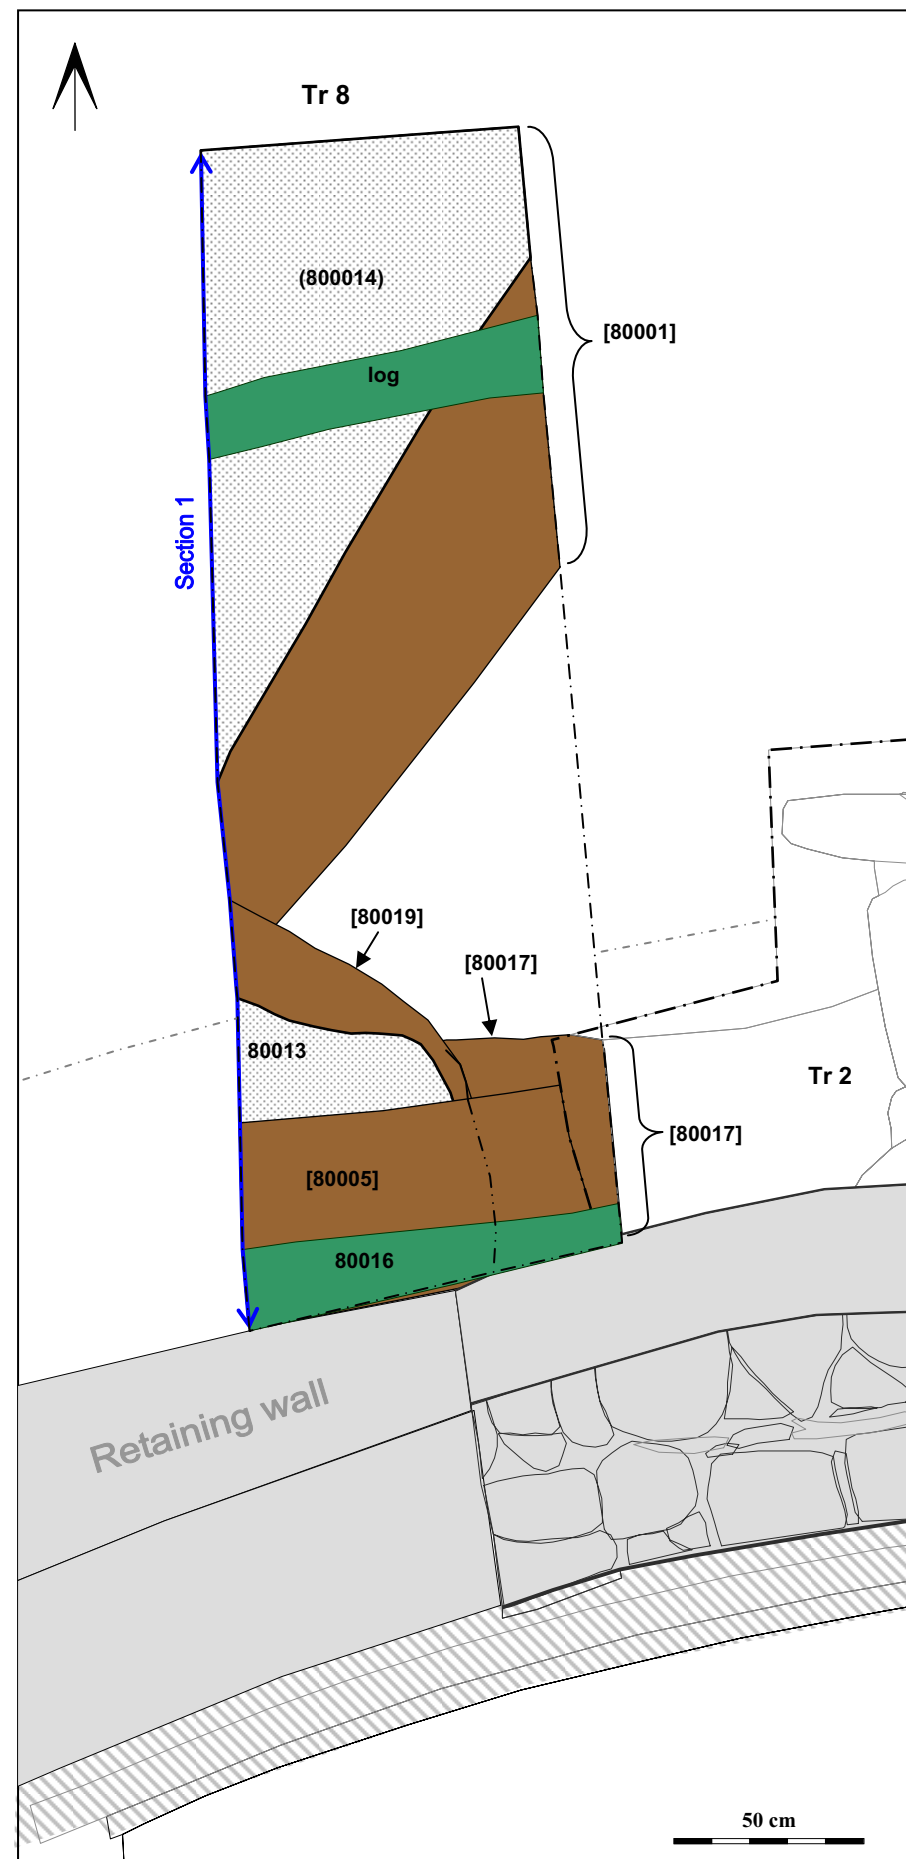 Tr 8
(800014)
[80001]
log
Section 1
[80019]
[80017]
80013
Tr 2
[80017]
[80005]
80016
Retaining wall
50 cm